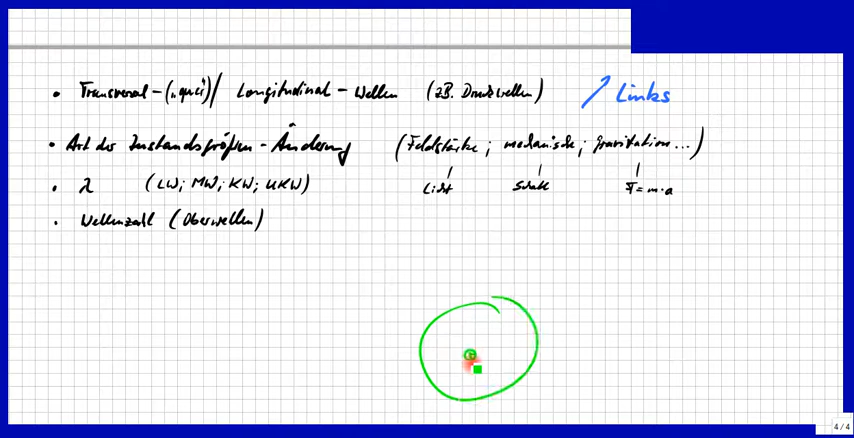 • Transversal-("quer")/ Longitudinal-Wellen (zB. Druckwellen) Links
• Art der Zustandsgrößen-Änderung (Feldstärke; mechanische; gravitation...)
Licht Schall F=m·a
• λ (LW; MW; KW; UKW)
• Wellenzahl (Oberwellen)
4/4